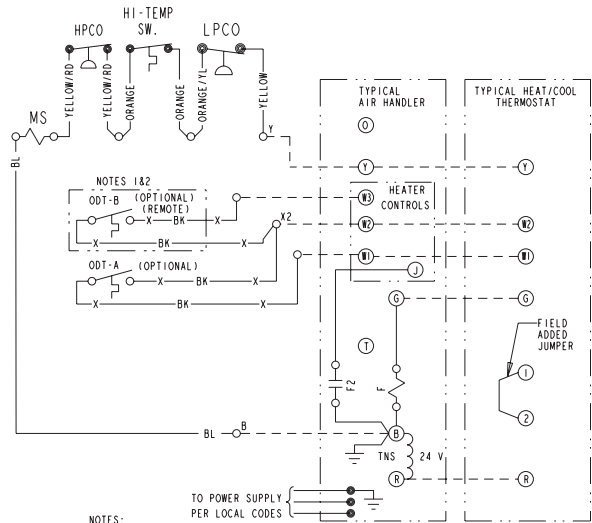 HI-TEMP
SW.
HPCO
LPCO
YELLOW/RD
YELLOW/RD
ORANGE
ORANGE
ORANGE/YL
YELLOW
MS
BL
Y
TYPICAL
AIR HANDLER
TYPICAL HEAT/COOL
THERMOSTAT
O
Y
Y
NOTES 1&2
ODT-B (OPTIONAL)
(REMOTE)
X BK X
X BK X
X2
ODT-A (OPTIONAL)
X BK X
X BK X
HEATER
CONTROLS
W3
W2
W2
W1
W1
J
G
G
T
FIELD
ADDED
JUMPER
1
2
F2
F
BL B
B
TNS 24 V
R
R
TO POWER SUPPLY
PER LOCAL CODES
NOTES: